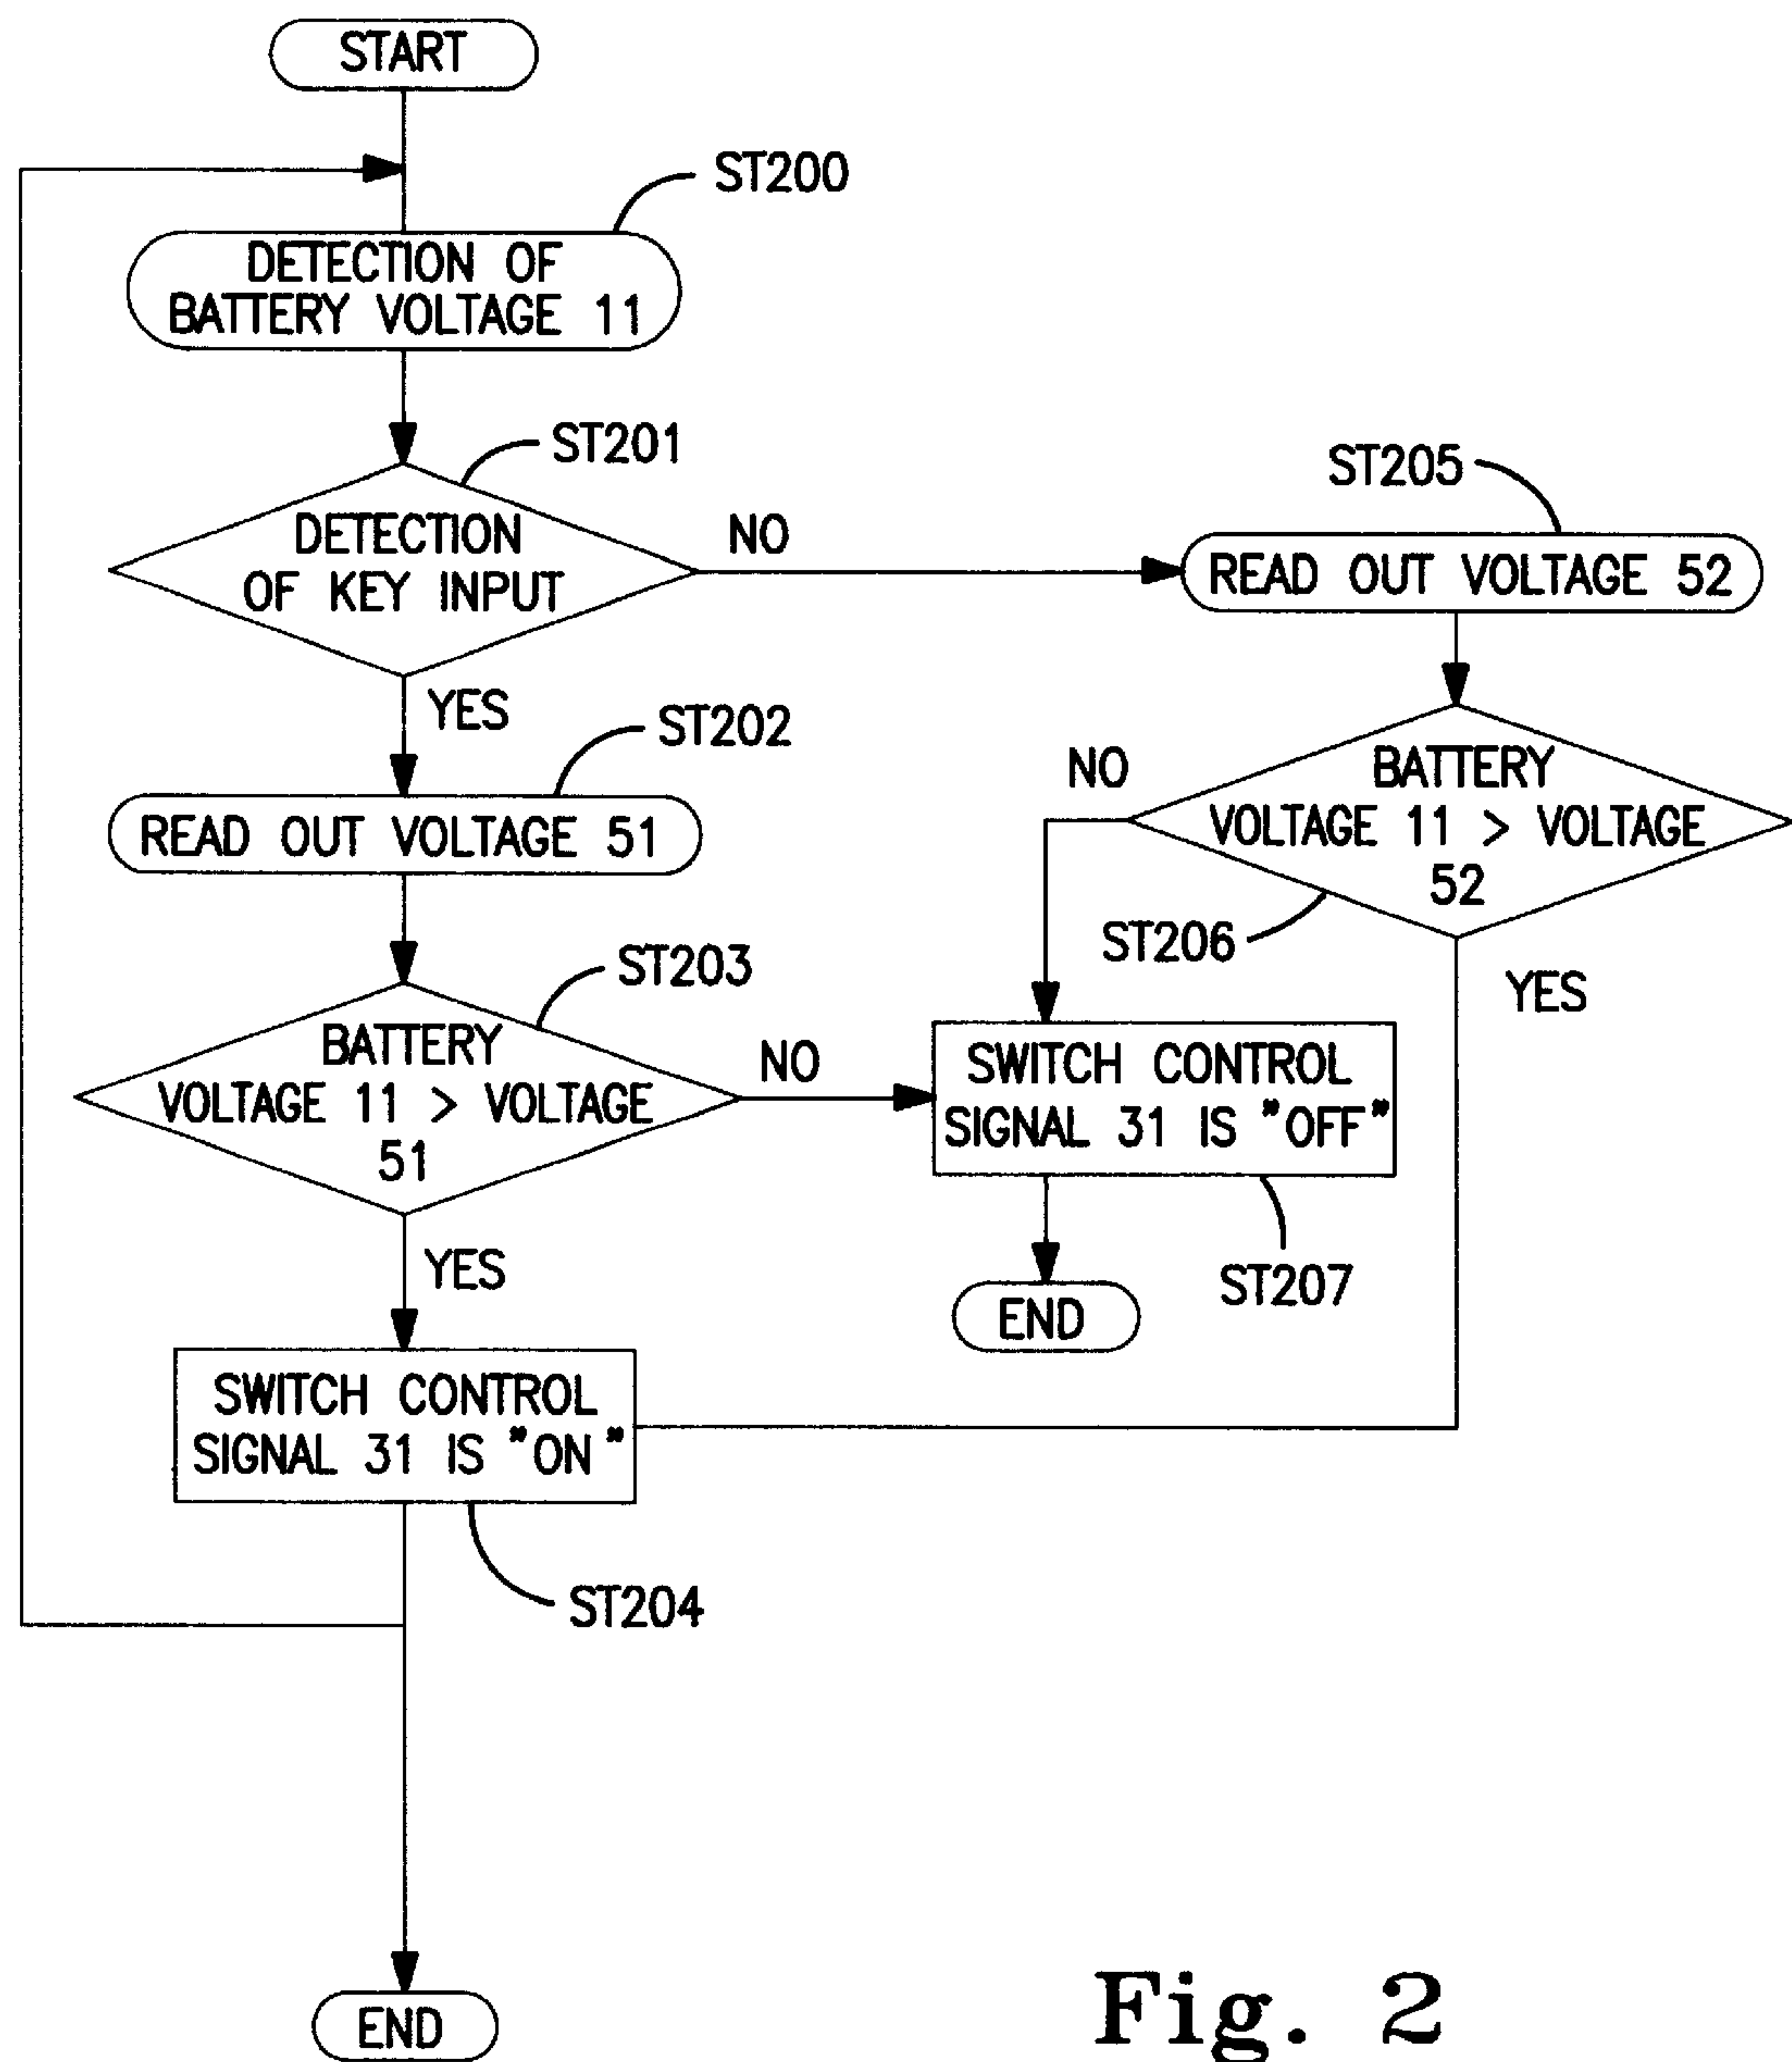 START
ST200
DETECTION OF
BATTERY VOLTAGE 11
ST201
DETECTION
OF KEY INPUT
NO
YES
ST205
READ OUT VOLTAGE 52
ST202
READ OUT VOLTAGE 51
NO
BATTERY
VOLTAGE 11 > VOLTAGE
52
ST206
YES
ST203
BATTERY
VOLTAGE 11 > VOLTAGE
51
NO
YES
SWITCH CONTROL
SIGNAL 31 IS "OFF"
ST207
END
SWITCH CONTROL
SIGNAL 31 IS "ON"
ST204
END
Fig. 2